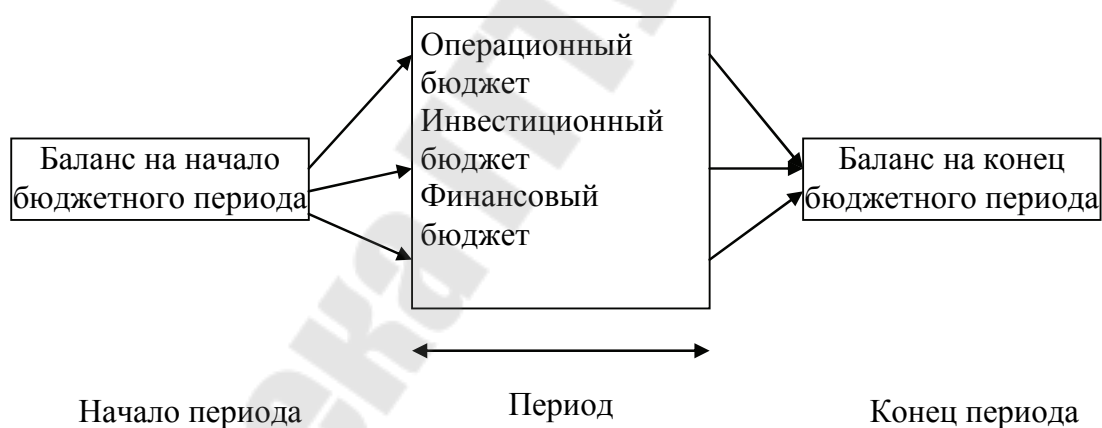 Операционный
бюджет
Инвестиционный
бюджет
Финансовый
бюджет
Баланс на начало
бюджетного периода
Баланс на конец
бюджетного периода
Начало периода
Период
Конец периода